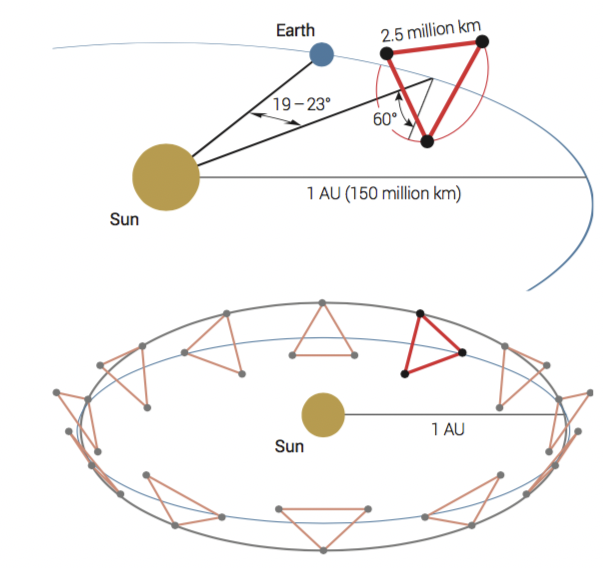 Earth
2.5 million km
19–23°
60°
1 AU (150 million km)
Sun
1 AU
Sun